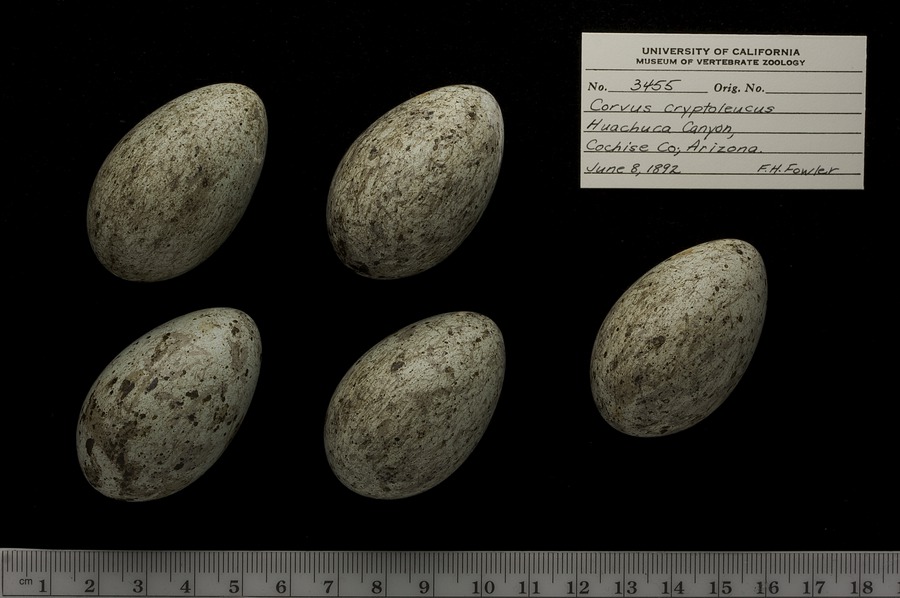 UNIVERSITY OF CALIFORNIA
MUSEUM OF VERTEBRATE ZOOLOGY
No. 3455 Orig. No.
Corvus cryptoleucus
Huachuca Canyon,
Cochise Co; Arizona.
June 8, 1892 F.H. Fowler
cm 1 2 3 4 5 6 7 8 9 10 11 12 13 14 15 16 17 18